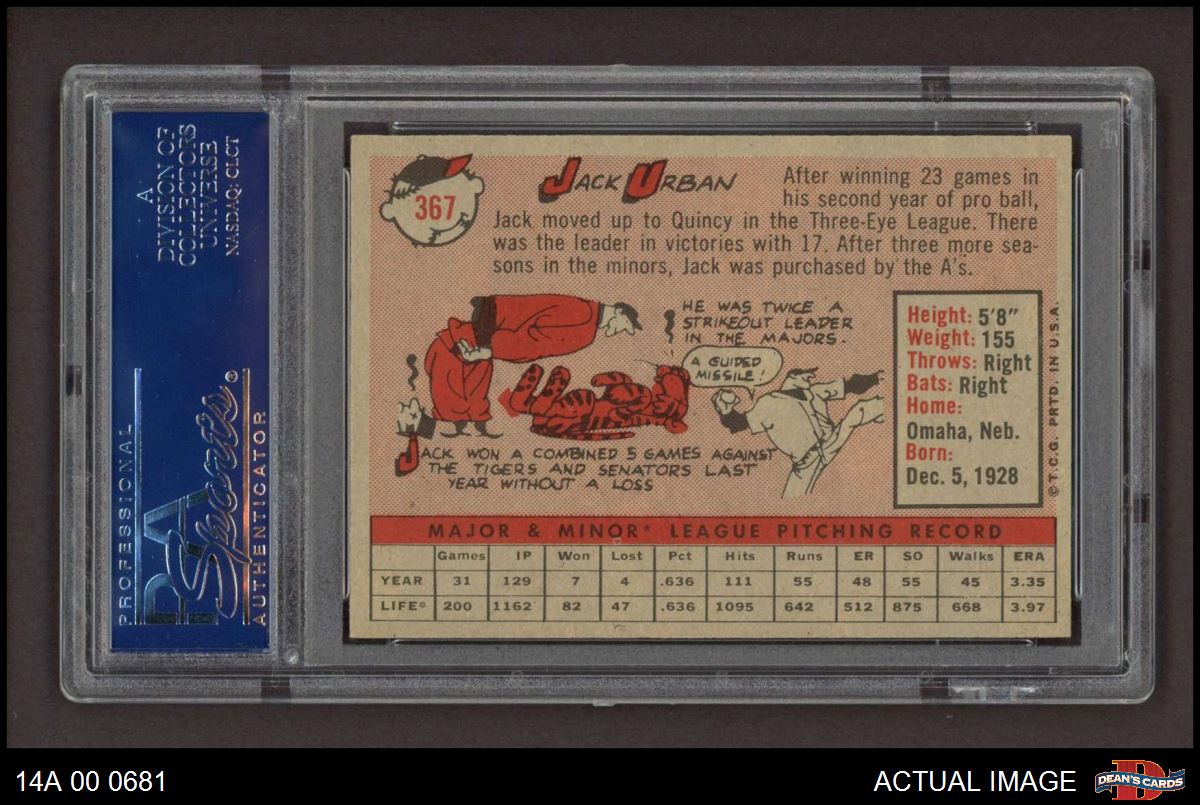 A
DIVISION OF
COLLECTORS
UNIVERSE
NASDAQ: CLCT
PROFESSIONAL
PSA
Sports®
AUTHENTICATOR
367
JACK URBAN
After winning 23 games in
his second year of pro ball,
Jack moved up to Quincy in the Three-Eye League. There
was the leader in victories with 17. After three more sea-
sons in the minors, Jack was purchased by the A's.
HE WAS TWICE A
STRIKEOUT LEADER
IN THE MAJORS.
A GUIDED
MISSILE!
JACK WON A COMBINED 5 GAMES AGAINST
THE TIGERS AND SENATORS LAST
YEAR WITHOUT A LOSS
Height: 5'8"
Weight: 155
Throws: Right
Bats: Right
Home:
Omaha, Neb.
Born:
Dec. 5, 1928
© T.C.G. PRTD. IN U.S.A.
MAJOR & MINOR* LEAGUE PITCHING RECORD
Games IP Won Lost Pct Hits Runs ER SO Walks ERA
YEAR 31 129 7 4 .636 111 55 48 55 45 3.35
LIFE* 200 1162 82 47 .636 1095 642 512 875 668 3.97
14A 00 0681
ACTUAL IMAGE
DEAN'S CARDS